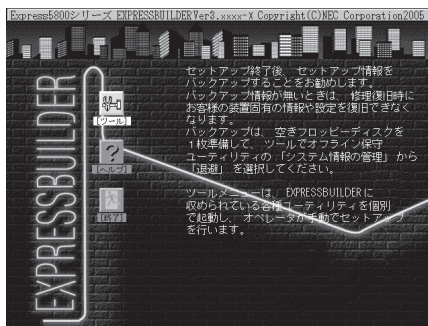 Express5800シリーズ EXPRESSBUILDERVer3.xxxx-X Copyright(C)NEC Corporation2005
EXPRESSBUILDER
[ツール]
?
[ヘルプ]
[終了]
セットアップ終了後、 セットアップ情報を
バックアップすることをお勧めします。
バックアップ情報が無いときは、 修理復旧時に
お客様の装置固有の情報や設定を復旧できなく
なります。
バックアップは、 空きフロッピーディスクを
1枚準備して、 ツールでオフライン保守
ユーティリティの 「システム情報の管理」 から
「退避」 を選択してください。
ツールメニューは、 EXPRESSBUILDERに
収められている各種ユーティリティを個別
で起動し、 オペレータが手動でセットアップ
を行います。